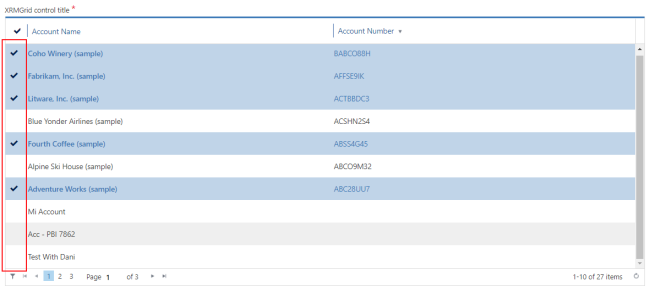 XRMGrid control title *
Account Name Account Number
Coho Winery (sample) BABCO88H
Fabrikam, Inc. (sample) AFFSE9IK
Litware, Inc. (sample) ACTBBDC3
Blue Yonder Airlines (sample) ACSHN2S4
Fourth Coffee (sample) ABSS4G45
Alpine Ski House (sample) ABCO9M32
Adventure Works (sample) ABC28UU7
Mi Account
Acc - PBI 7862
Test With Dani
1 2 3 Page 1 of 3 1-10 of 27 items